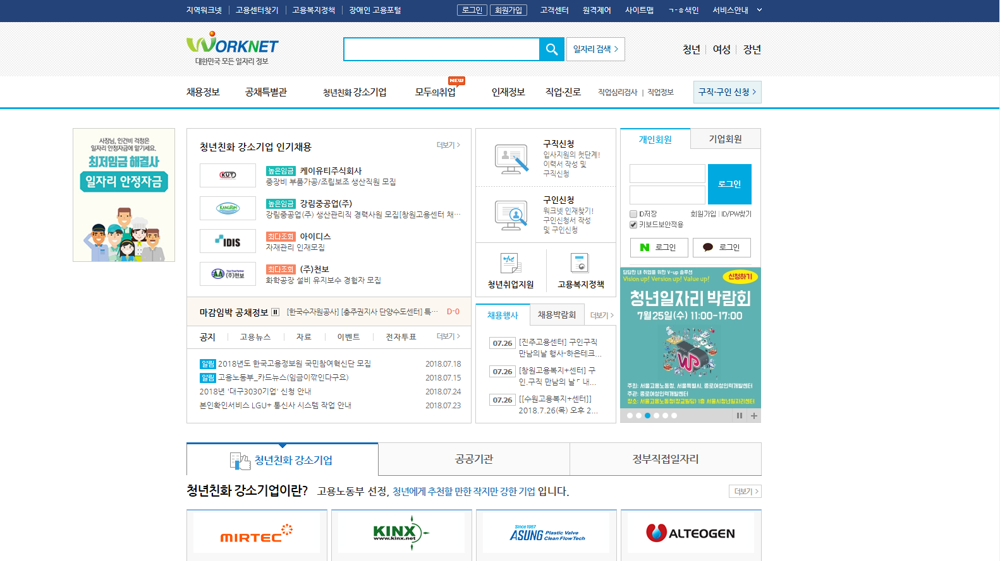 지역워크넷 고용센터찾기 고용복지정책 장애인 고용포털 로그인 회원가입 고객센터 원격제어 사이트맵 ㄱ-ㅎ색인 서비스안내
WORKNET
대한민국 모든 일자리 정보
일자리 검색
청년 여성 장년
채용정보 공채특별관 청년친화 강소기업 모두의취업 NEW 인재정보 직업·진로 직업심리검사 | 직업정보 구직·구인 신청
사장님, 인건비 걱정은
일자리 안정자금에 맡기세요.
최저임금 해결사
일자리 안정자금
청년친화 강소기업 인기채용 더보기
KUT
높은임금 케이유티주식회사
중장비 부품가공/조립보조 생산직원 모집
KANGRIM
높은임금 강림중공업(주)
강림중공업(주) 생산관리직 경력사원 모집[창원고용센터 채…
IDIS
최다조회 아이디스
자재관리 인재모집
(주)천보
최다조회 (주)천보
화학공장 설비 유지보수 경험자 모집
마감임박 공채정보 [한국수자원공사] [충주권지사 단양수도센터] 특… D-0
공지 고용뉴스 자료 이벤트 전자투표 더보기
알림 2018년도 한국고용정보원 국민참여혁신단 모집 2018.07.18
알림 고용노동부_카드뉴스(임금이깎인다구요) 2018.07.15
2018년 '대구3030기업' 신청 안내 2018.07.24
본인확인서비스 LGU+ 통신사 시스템 작업 안내 2018.07.23
구직신청
입사지원의 첫단계!
이력서 작성 및
구직신청
구인신청
워크넷 인재찾기!
구인신청서 작성
및 구인신청
청년
청년취업지원 고용복지정책
채용행사 채용박람회 더보기
07.26 [진주고용센터] 구인구직
만남의날 행사-하은테크...
07.26 [창원고용복지+센터] 구
인.구직 만남의 날「 내...
07.26 [[수원고용복지+센터]]
2018.7.26(목) 오후 2...
개인회원 기업회원
로그인
ID저장 회원가입 ID/PW찾기
키보드보안적용
N 로그인 로그인
답답한 내 취업을 위한 V-up 솔루션
Vision up! Version up! Value up!
신청하기
청년일자리 박람회
7월25일(수) 11:00-17:00
주최: 서울고용노동청, 서울특별시, 종로여성인력개발센터
주관: 종로여성인력개발센터
장소: 서울고용노동청(장교빌딩) 1층 서울시청년일자리센터
청년친화 강소기업 공공기관 정부직접일자리
청년친화 강소기업이란? 고용노동부 선정, 청년에게 추천할 만한 작지만 강한 기업 입니다. 더보기
MIRTEC
KINX
www.kinx.net
Since 1967
ASUNG Plastic Valve
Clean Flow Tech
ALTEOGEN